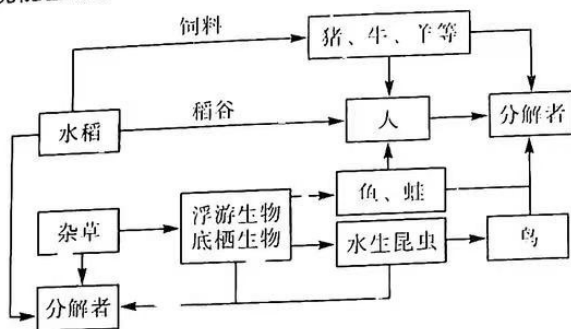 饲料
猪、牛、羊等
稻谷
水稻
人
分解者
鱼、蛙
浮游生物
底栖生物
杂草
水生昆虫
鸟
分解者